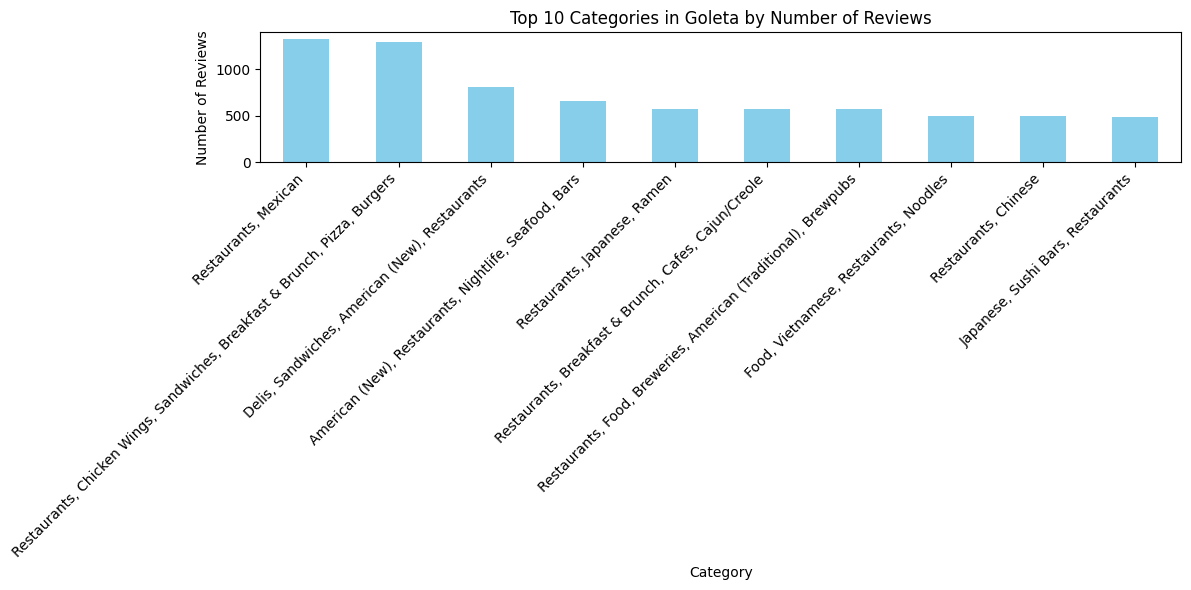 Top 10 Categories in Goleta by Number of Reviews
Number of Reviews
1000
500
0
Restaurants, Mexican
Restaurants, Chicken Wings, Sandwiches, Breakfast & Brunch, Pizza, Burgers
Delis, Sandwiches, American (New), Restaurants
American (New), Restaurants, Nightlife, Seafood, Bars
Restaurants, Japanese, Ramen
Restaurants, Breakfast & Brunch, Cafes, Cajun/Creole
Restaurants, Food, Breweries, American (Traditional), Brewpubs
Food, Vietnamese, Restaurants, Noodles
Restaurants, Chinese
Japanese, Sushi Bars, Restaurants
Category